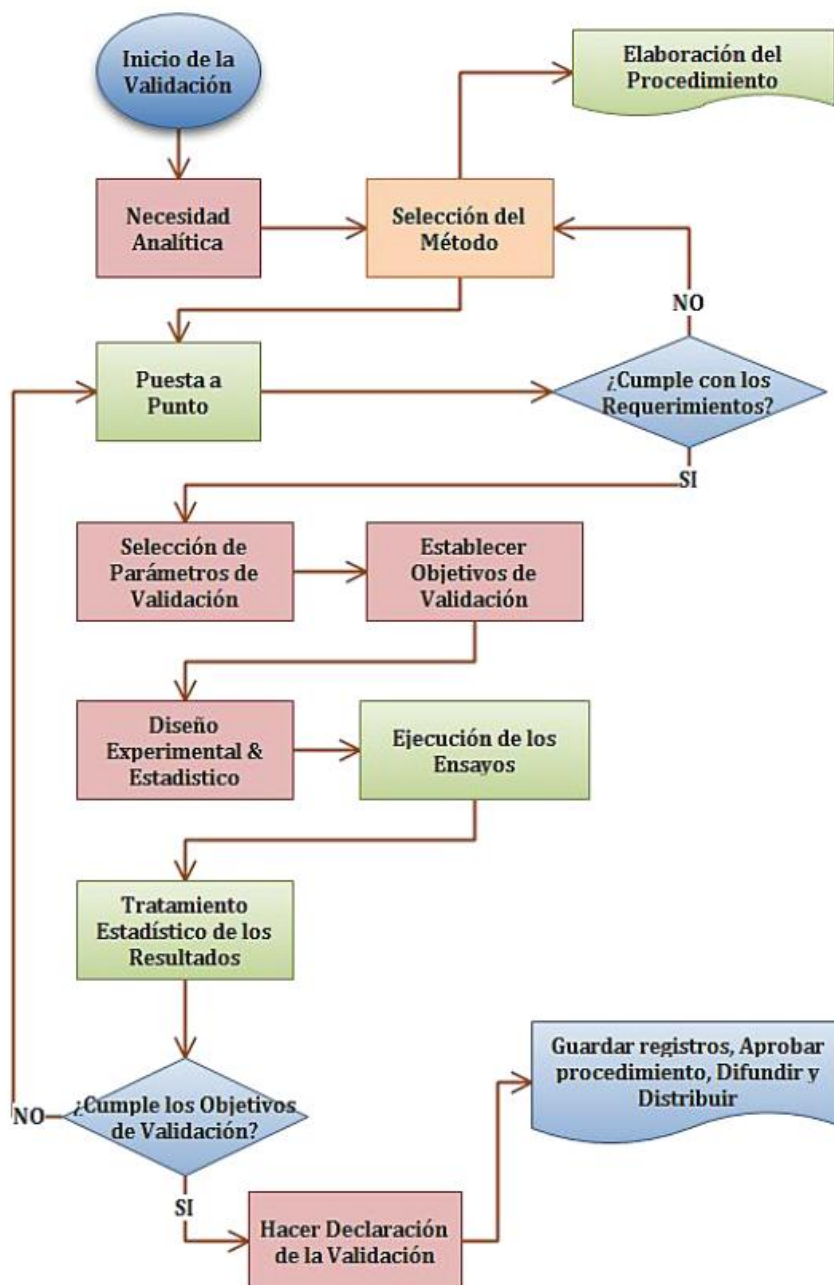 Inicio de la
Validación
Elaboración del
Procedimiento
Necesidad
Analítica
Selección del
Método
NO
Puesta a
Punto
¿Cumple con los
Requerimientos?
SI
Selección de
Parámetros de
Validación
Establecer
Objetivos de
Validación
Diseño
Experimental &
Estadistico
Ejecución de los
Ensayos
Tratamiento
Estadístico de los
Resultados
Guardar registros, Aprobar
procedimiento, Difundir y
Distribuir
NO
¿Cumple los Objetivos
de Validación?
SI
Hacer Declaración
de la Validación